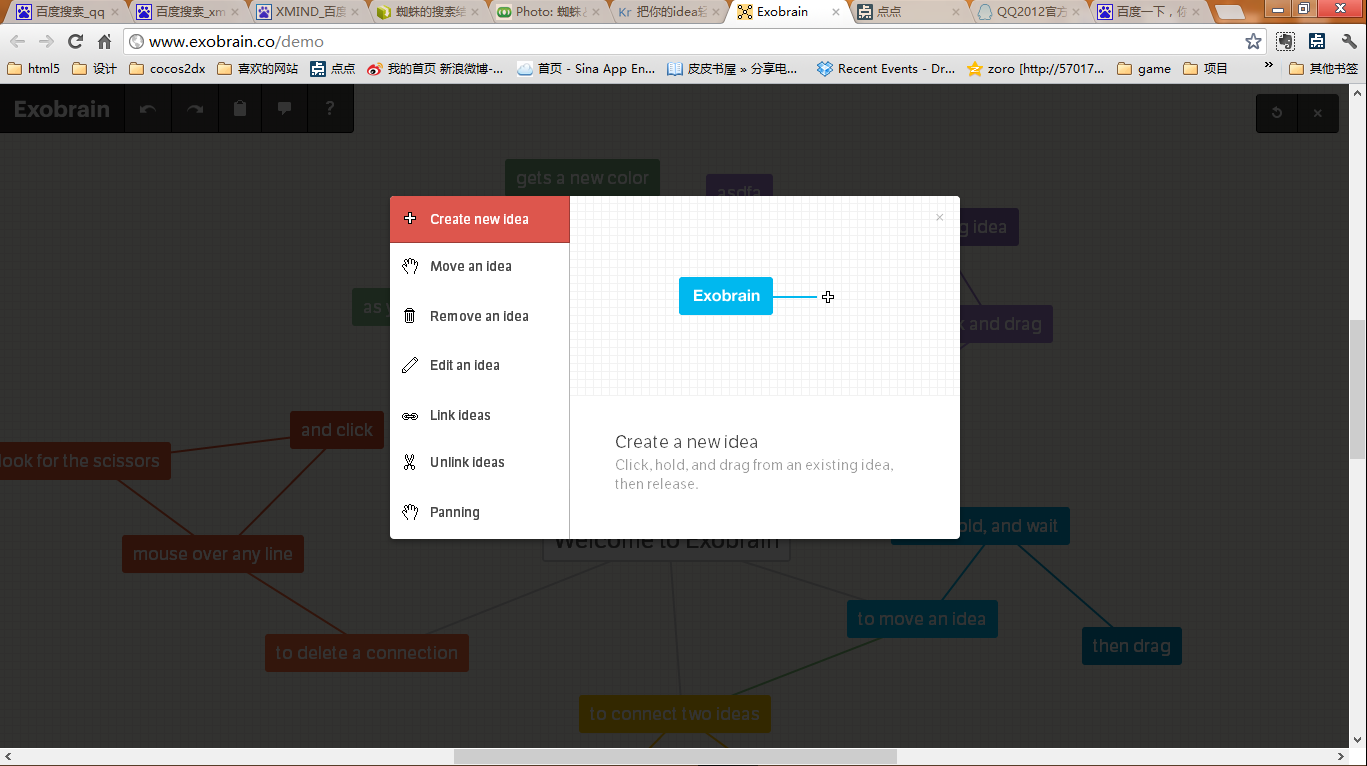 百度搜索_qq
百度搜索_xm
XMIND_百度
蜘蛛的搜索结
Photo: 蜘蛛
Kr 把你的idea轻
Exobrain
点点
QQ2012官方
百度一下，你
www.exobrain.co/demo
html5
设计
cocos2dx
喜欢的网站
点点
我的首页 新浪微博-...
首页 - Sina App En...
皮皮书屋 » 分享电...
Recent Events - Dr...
zoro [http://57017...
game
项目
»
其他书签
Exobrain
?
gets a new color
asdfa
g idea
as y
k and drag
and click
look for the scissors
mouse over any line
to delete a connection
Welcome to Exobrain
old, and wait
to move an idea
then drag
to connect two ideas
Create new idea
Move an idea
Remove an idea
Edit an idea
Link ideas
Unlink ideas
Panning
Exobrain
Create a new idea
Click, hold, and drag from an existing idea,
then release.